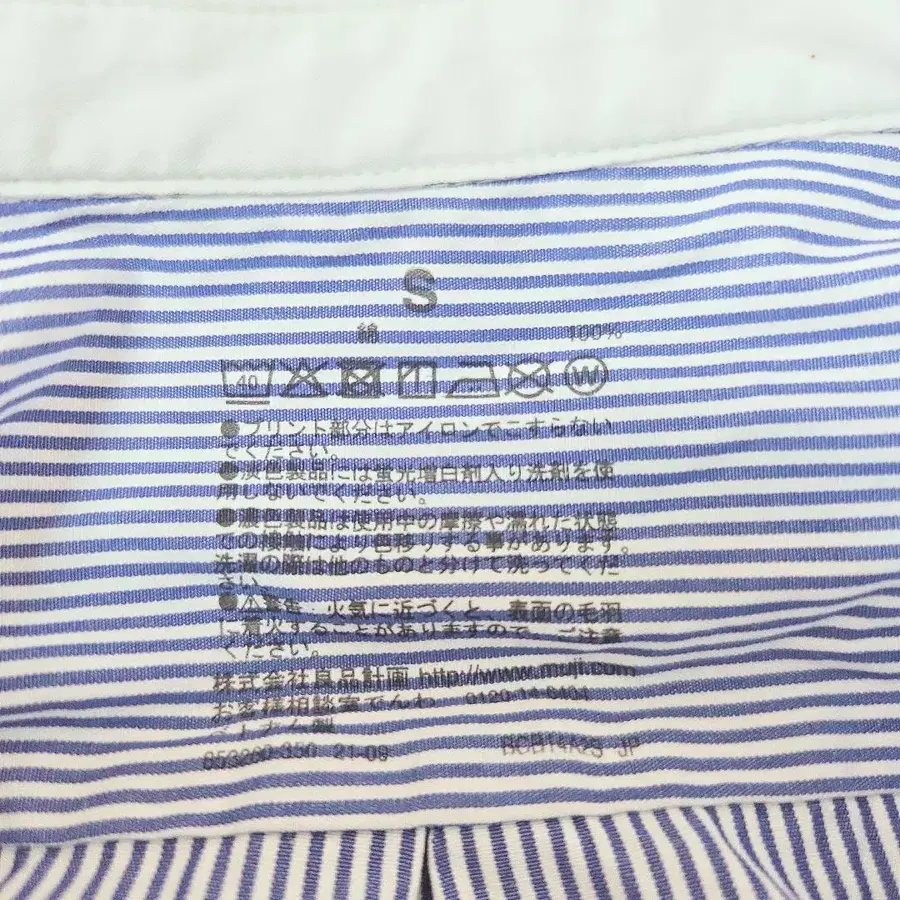 S
綿 100%
40 W
●プリント部分はアイロンでこすらない
でください。
●淡色製品には蛍光増白剤入り洗剤を使
用しないでください。
●濃色製品は使用中の摩擦や濡れた状態
での接触により色移りする事があります。
洗濯の際は他のものと分けて洗ってくだ
さい。
火気に近づくと 表面の毛羽
に着火することがありますので、ご注意
ください。
株式会社良品計画 http://www.muji.com
お客様相談室でんわ 0120-14-6404
ベトナム製
21-09 JP